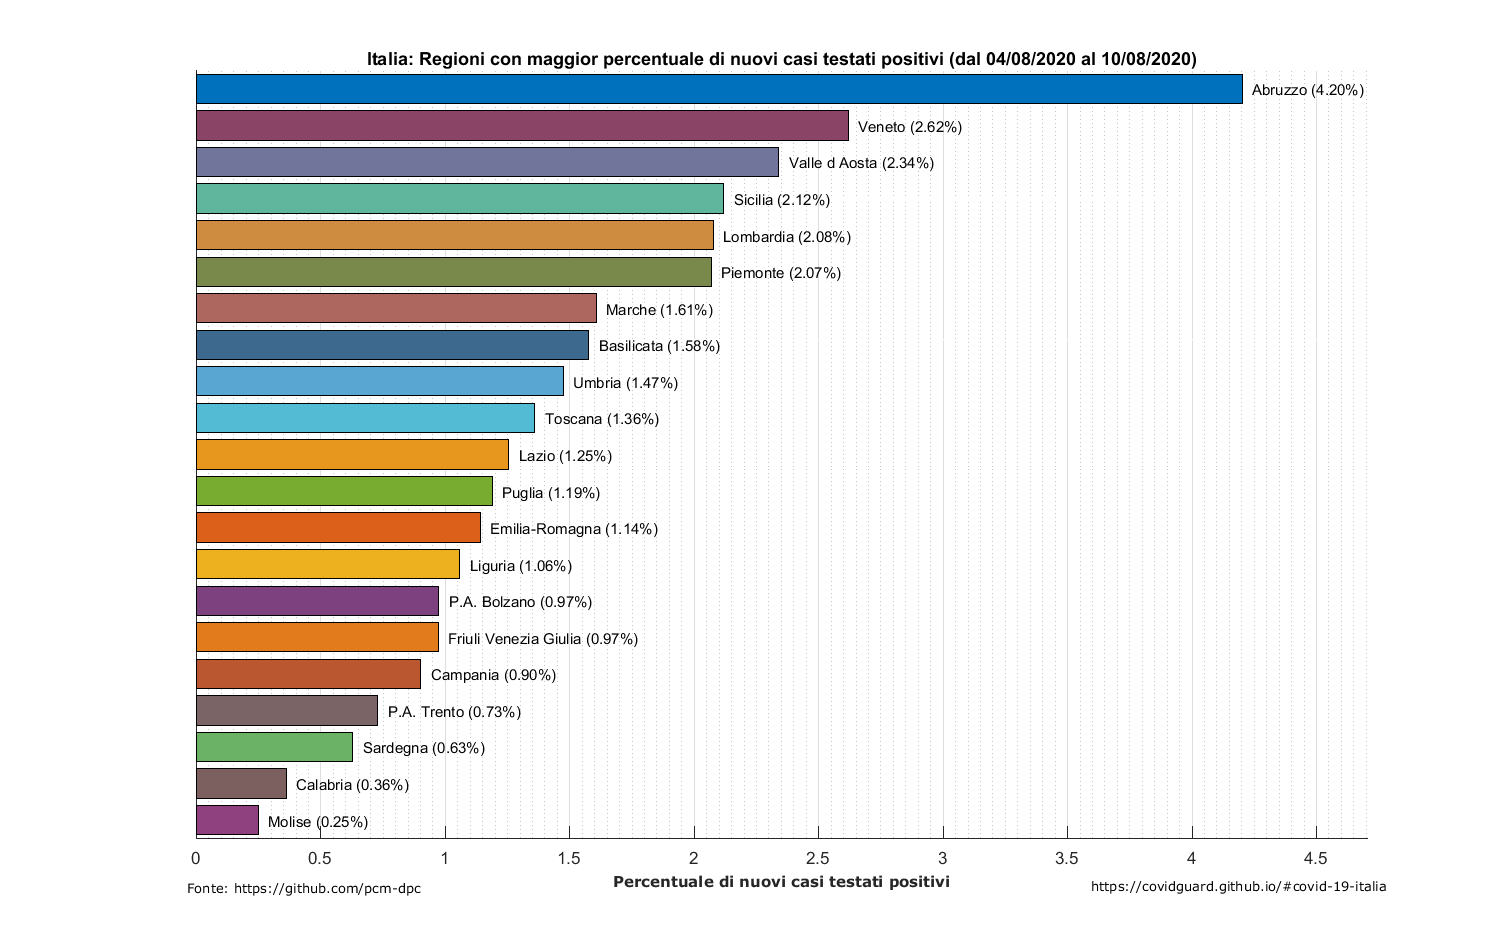 Italia: Regioni con maggior percentuale di nuovi casi testati positivi (dal 04/08/2020 al 10/08/2020)
Abruzzo (4.20%)
Veneto (2.62%)
Valle d Aosta (2.34%)
Sicilia (2.12%)
Lombardia (2.08%)
Piemonte (2.07%)
Marche (1.61%)
Basilicata (1.58%)
Umbria (1.47%)
Toscana (1.36%)
Lazio (1.25%)
Puglia (1.19%)
Emilia-Romagna (1.14%)
Liguria (1.06%)
P.A. Bolzano (0.97%)
Friuli Venezia Giulia (0.97%)
Campania (0.90%)
P.A. Trento (0.73%)
Sardegna (0.63%)
Calabria (0.36%)
Molise (0.25%)
0 0.5 1 1.5 2 2.5 3 3.5 4 4.5
Percentuale di nuovi casi testati positivi
Fonte: https://github.com/pcm-dpc
https://covidguard.github.io/#covid-19-italia